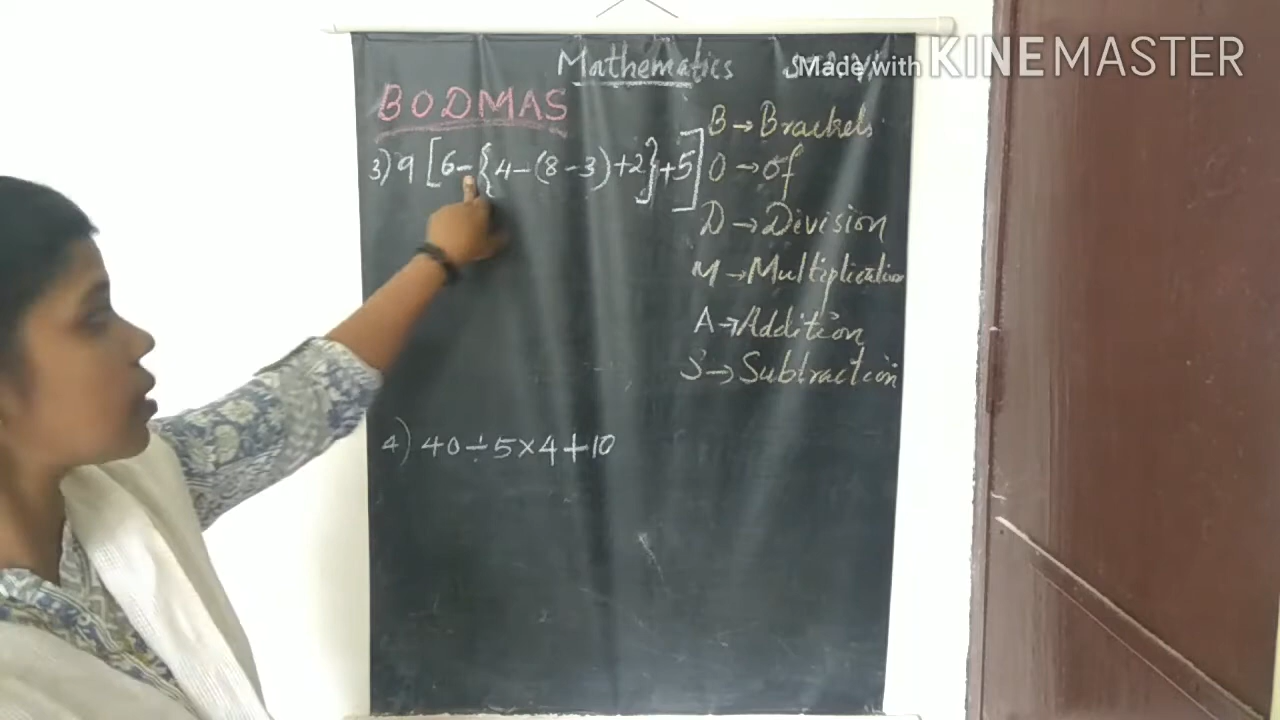 Mathematics
Made with KINEMASTER
BODMAS
B → Brackets
3) 9 [6-{4-(8-3)+2}+5]
O → of
D → Division
M → Multiplication
A → Addition
S → Subtraction
4) 40÷5×4+10